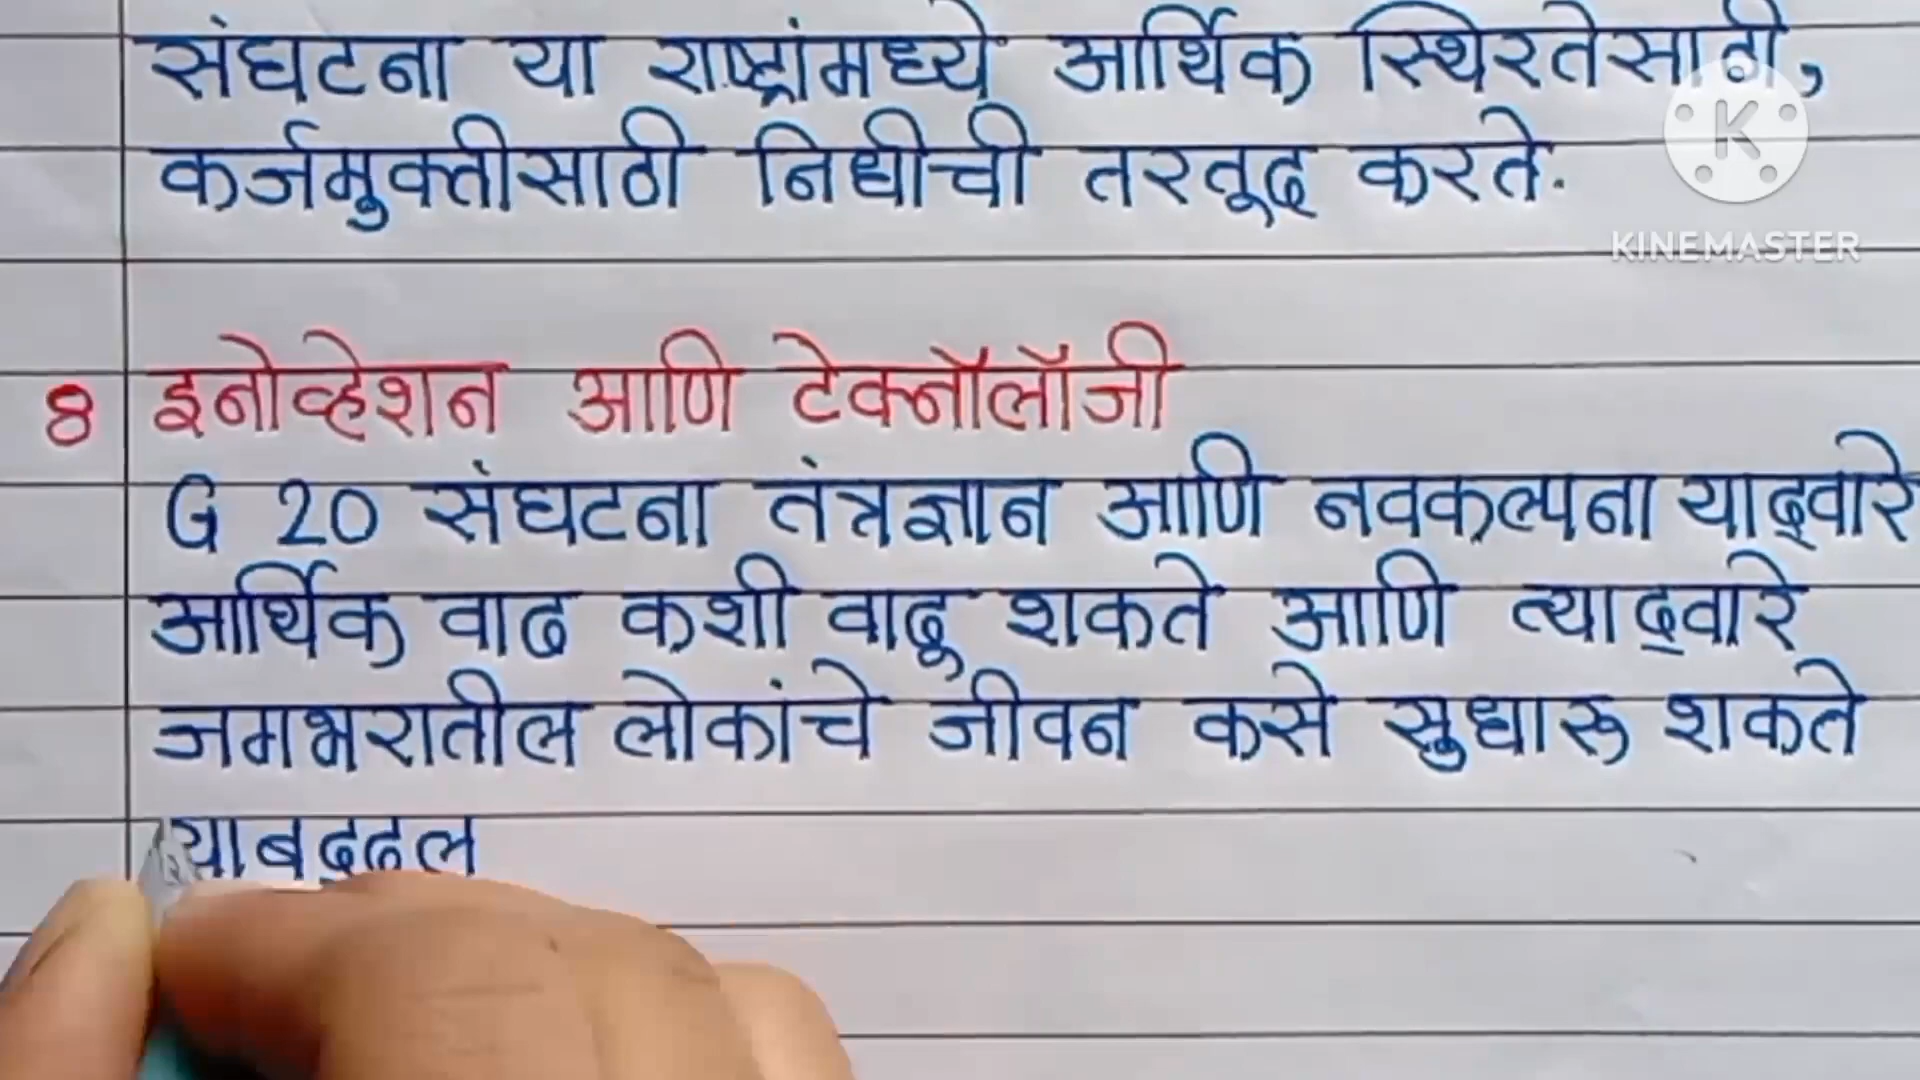 संघटना या राष्ट्रांमध्ये आर्थिक स्थिरतेसाठी,
कर्जमुक्तीसाठी निधीची तरतूद करते.
K
KINEMASTER
8 इनोव्हेशन आणि टेक्नौलॉजी
G 20 संघटना तंत्रज्ञान आणि नवकल्पना याद्वारे
आर्थिक वाढ कशी वाढू शकते आणि त्याद्वारे
जगभरातील लोकांचे जीवन कसे सुधारू शकते
याबद्दल